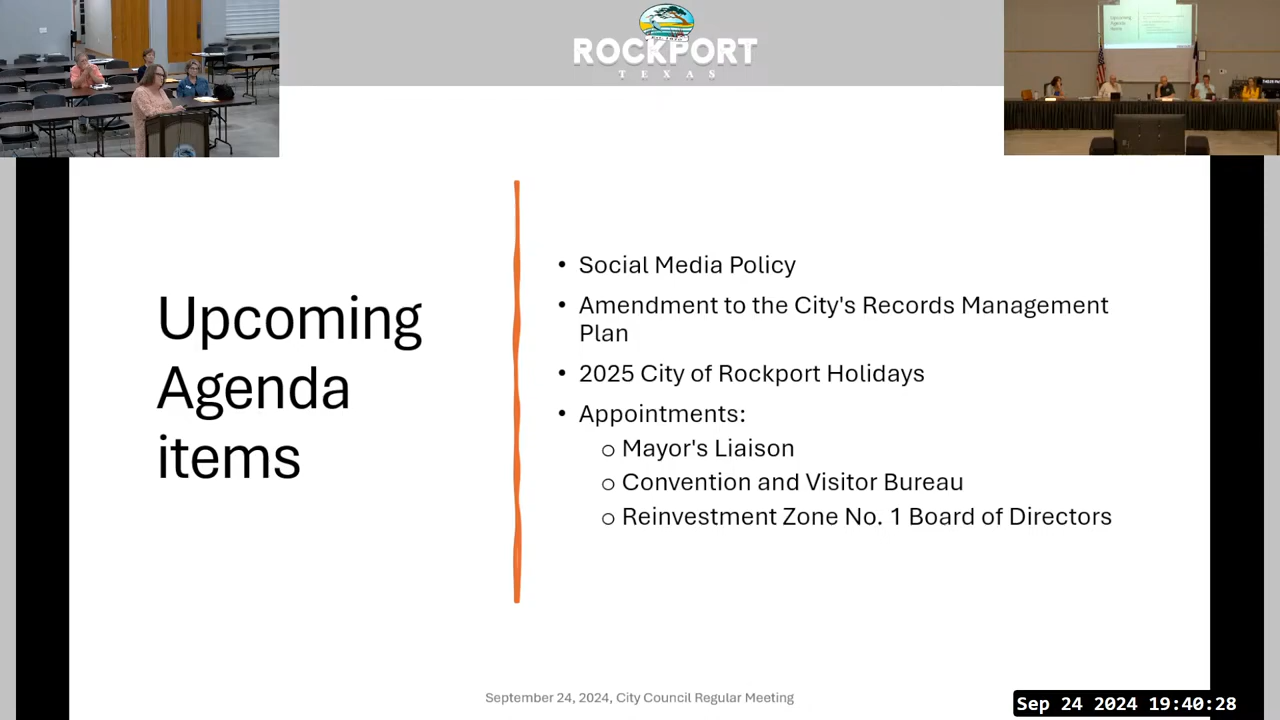 ROCKPORT
TEXAS
Upcoming
Agenda
items
• Social Media Policy
• Amendment to the City's Records Management
Plan
• 2025 City of Rockport Holidays
• Appointments:
o Mayor's Liaison
o Convention and Visitor Bureau
o Reinvestment Zone No. 1 Board of Directors
September 24, 2024, City Council Regular Meeting
Sep 24 2024 19:40:28